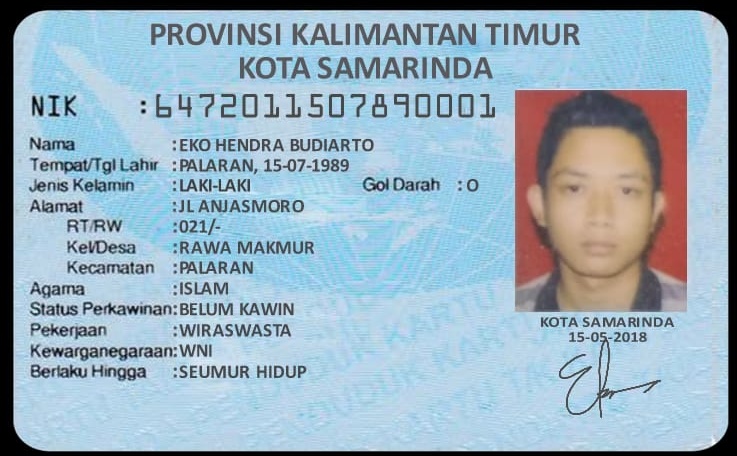 PROVINSI KALIMANTAN TIMUR
KOTA SAMARINDA
NIK : 6472011507890001
Nama : EKO HENDRA BUDIARTO
Tempat/Tgl Lahir : PALARAN, 15-07-1989
Jenis Kelamin : LAKI-LAKI Gol Darah : O
Alamat : JL ANJASMORO
RT/RW : 021/-
Kel/Desa : RAWA MAKMUR
Kecamatan : PALARAN
Agama : ISLAM
Status Perkawinan: BELUM KAWIN
Pekerjaan : WIRASWASTA
Kewarganegaraan: WNI
Berlaku Hingga : SEUMUR HIDUP
KOTA SAMARINDA
15-05-2018